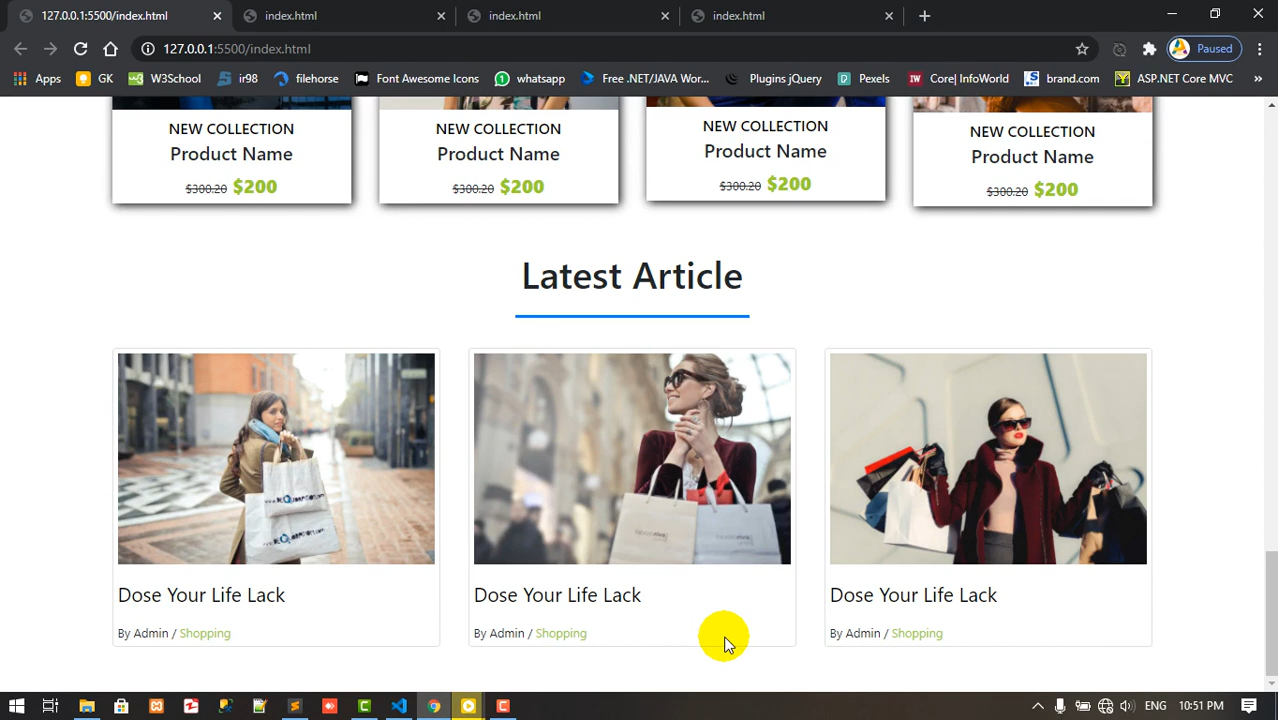 127.0.0.1:5500/index.html
index.html
index.html
index.html
127.0.0.1:5500/index.html
Paused
Apps
GK
W3School
ir98
filehorse
Font Awesome Icons
whatsapp
Free .NET/JAVA Wor...
Plugins jQuery
Pexels
Core| InfoWorld
brand.com
ASP.NET Core MVC
NEW COLLECTION
Product Name
$300.20 $200
NEW COLLECTION
Product Name
$300.20 $200
NEW COLLECTION
Product Name
$300.20 $200
NEW COLLECTION
Product Name
$300.20 $200
Latest Article
Dose Your Life Lack
By Admin / Shopping
Dose Your Life Lack
By Admin / Shopping
Dose Your Life Lack
By Admin / Shopping
ENG
10:51 PM